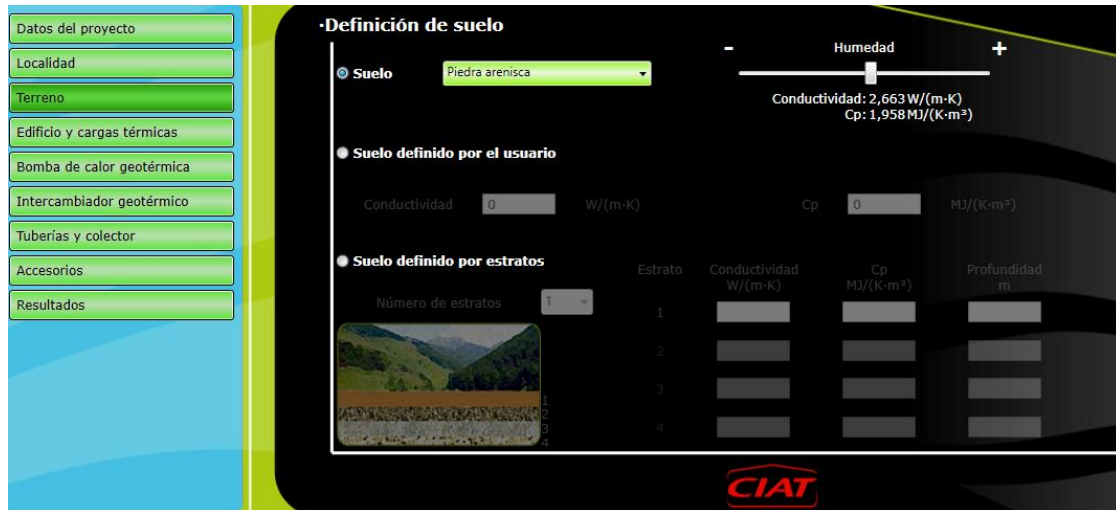 Datos del proyecto
Localidad
Terreno
Edificio y cargas térmicas
Bomba de calor geotérmica
Intercambiador geotérmico
Tuberías y colector
Accesorios
Resultados
·Definición de suelo
- Humedad +
Suelo Piedra arenisca
Conductividad: 2,663 W/(m·K)
Cp: 1,958 MJ/(K·m³)
Suelo definido por el usuario
Conductividad 0 W/(m·K) Cp 0 MJ/(K·m³)
Suelo definido por estratos
Estrato Conductividad Cp Profundidad
W/(m·K) MJ/(K·m³) m
Número de estratos 1
1
2
3
4
1
2
3
4
CIAT